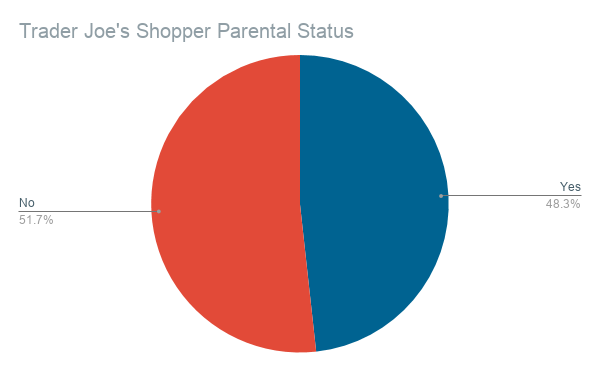 Trader Joe's Shopper Parental Status
Yes
48.3%
No
51.7%